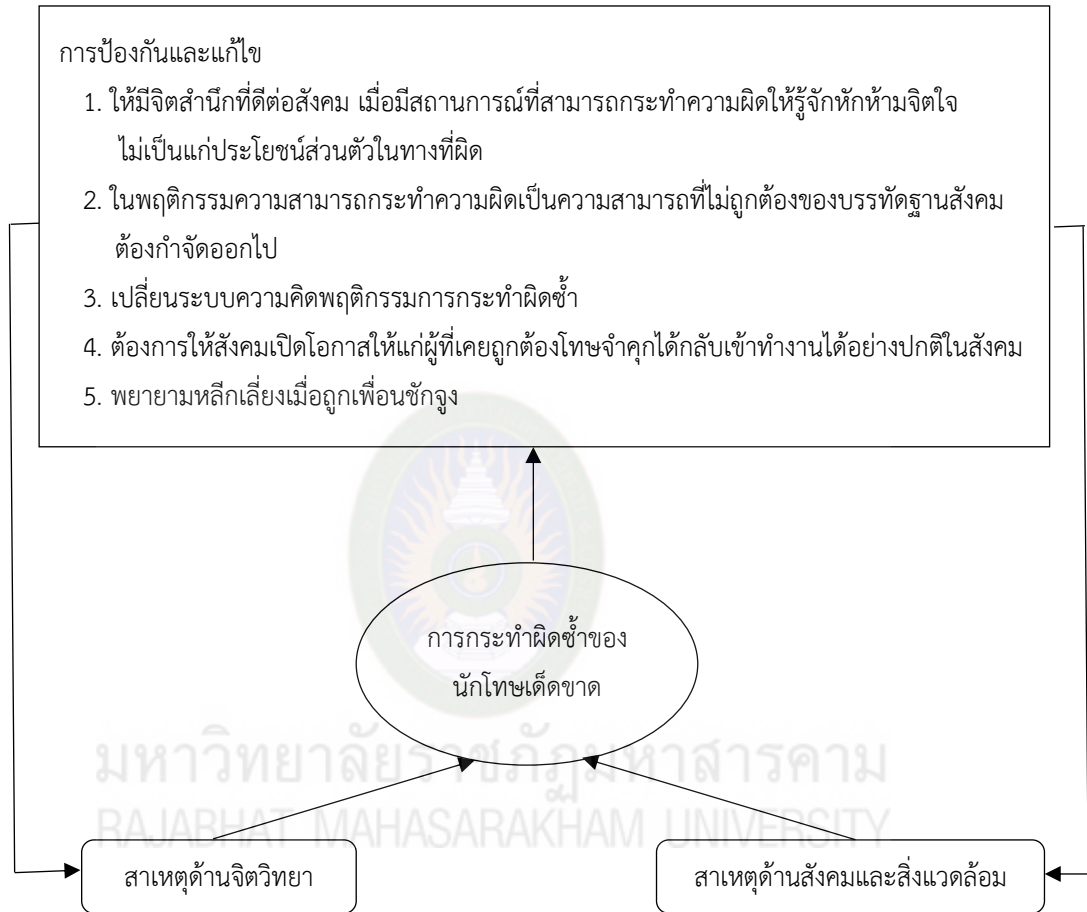 การป้องกันและแก้ไข
1. ให้มีจิตสำนึกที่ดีต่อสังคม เมื่อมีสถานการณ์ที่สามารถกระทำความผิดให้รู้จักหักห้ามจิตใจ
ไม่เป็นแก่ประโยชน์ส่วนตัวในทางที่ผิด
2. ในพฤติกรรมความสามารถกระทำความผิดเป็นความสามารถที่ไม่ถูกต้องของบรรทัดฐานสังคม
ต้องกำจัดออกไป
3. เปลี่ยนระบบความคิดพฤติกรรมการกระทำผิดซ้ำ
4. ต้องการให้สังคมเปิดโอกาสให้แก่ผู้ที่เคยถูกต้องโทษจำคุกได้กลับเข้าทำงานได้อย่างปกติในสังคม
5. พยายามหลีกเลี่ยงเมื่อถูกเพื่อนชักจูง
การกระทำผิดซ้ำของ
นักโทษเด็ดขาด
มหาวิทยาลัยราชภัฏมหาสารคาม
RAJABHAT MAHASARAKHAM UNIVERSITY
สาเหตุด้านจิตวิทยา
สาเหตุด้านสังคมและสิ่งแวดล้อม